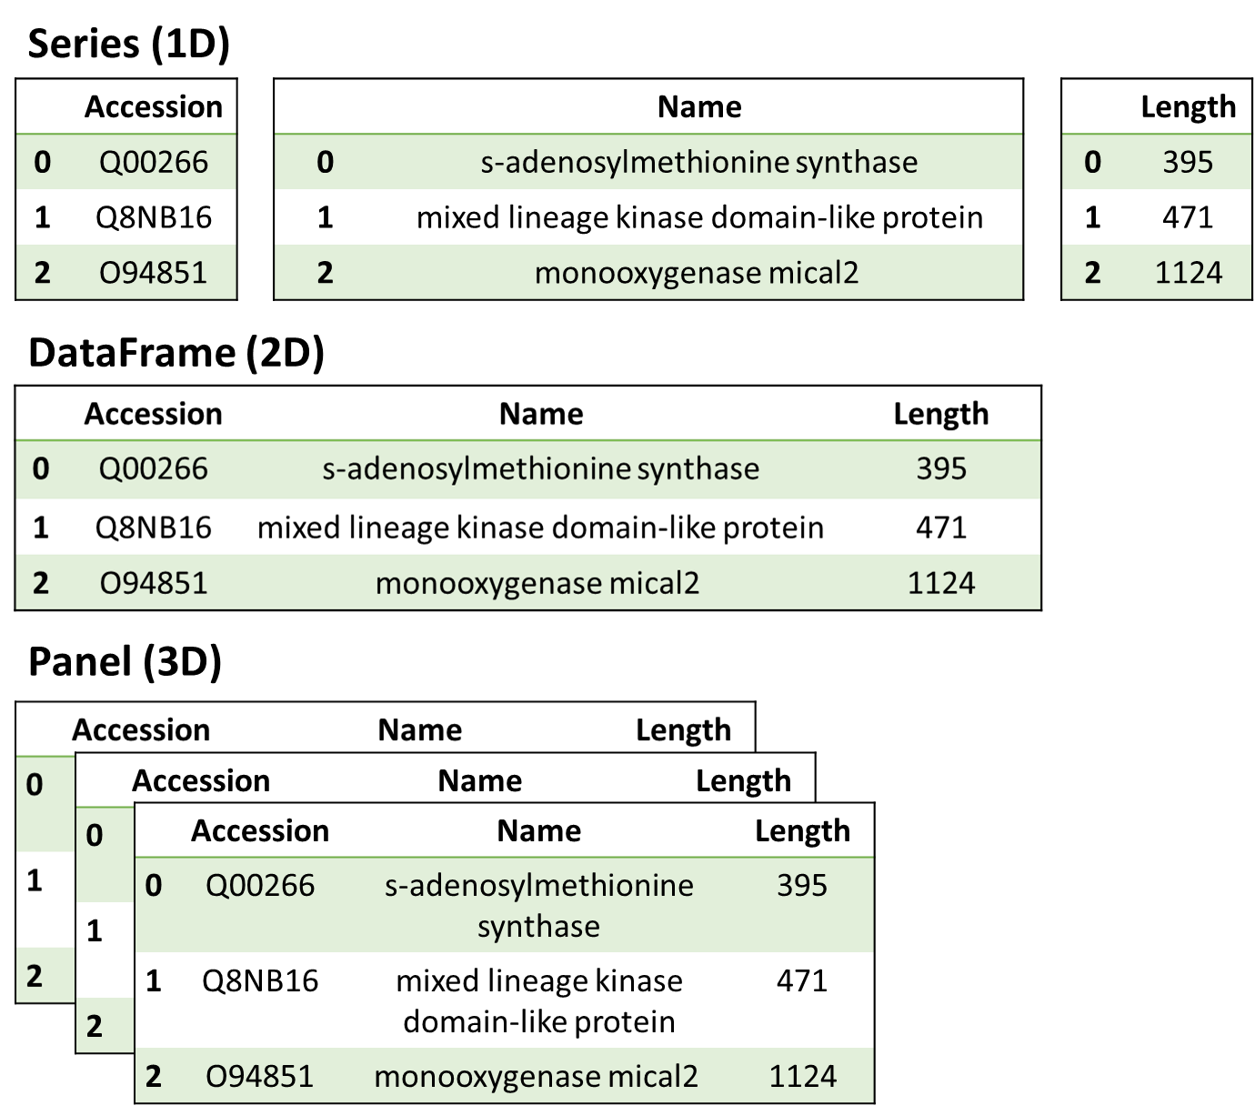 Series (1D)
Accession Name Length
0 Q00266 0 s-adenosylmethionine synthase 0 395
1 Q8NB16 1 mixed lineage kinase domain-like protein 1 471
2 O94851 2 monooxygenase mical2 2 1124
DataFrame (2D)
Accession Name Length
0 Q00266 s-adenosylmethionine synthase 395
1 Q8NB16 mixed lineage kinase domain-like protein 471
2 O94851 monooxygenase mical2 1124
Panel (3D)
Accession Name Length
0
1
2
Accession Name Length
0
1
2
Accession Name Length
0 Q00266 s-adenosylmethionine 395
synthase
1 Q8NB16 mixed lineage kinase 471
domain-like protein
2 O94851 monooxygenase mical2 1124